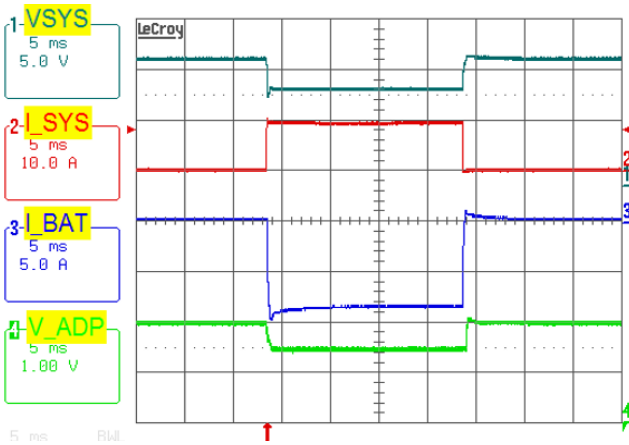 1 VSYS
5 ms
5.0 V
LeCroy
2 I_SYS
5 ms
10.0 A
3 I_BAT
5 ms
5.0 A
4 V_ADP
5 ms
1.00 V
5 ms BWL